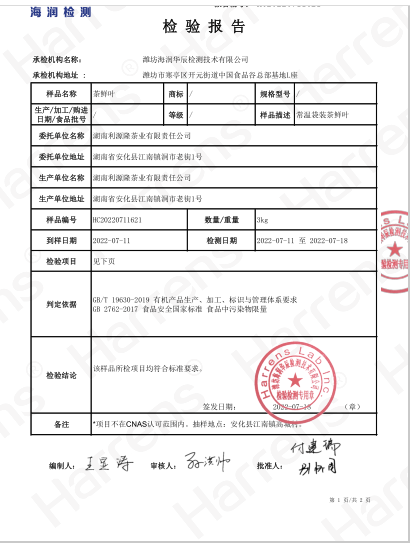 海润检测
检验报告
承检机构名称： 潍坊海润华辰检测技术有限公司
承检机构地址： 潍坊市寒亭区开元街道中国食品谷总部基地L座
样品名称 茶鲜叶 商标 / 规格型号 /
生产/加工/购进日期/食品批号 / 等级 / 样品描述 常温袋装茶鲜叶
委托单位名称 湖南利源隆茶业有限责任公司
委托单位地址 湖南省安化县江南镇洞市老街1号
生产单位名称 湖南利源隆茶业有限责任公司
生产单位地址 湖南省安化县江南镇洞市老街1号
样品编号 HC20220711621 数量/重量 3kg
到样日期 2022-07-11 检测日期 2022-07-11 至 2022-07-18
检验项目 见下页
判定依据 GB/T 19630-2019 有机产品生产、加工、标识与管理体系要求
GB 2762-2017 食品安全国家标准 食品中污染物限量
检验结论 该样品所检项目均符合标准要求。
Harrens Lab Inc
检验检测专用章
签发日期： 2022-07-18 （章）
备注 *项目不在CNAS认可范围内。抽样地点：安化县江南镇高城村。
编制人： 审核人： 批准人：
第 1 页/共 2 页